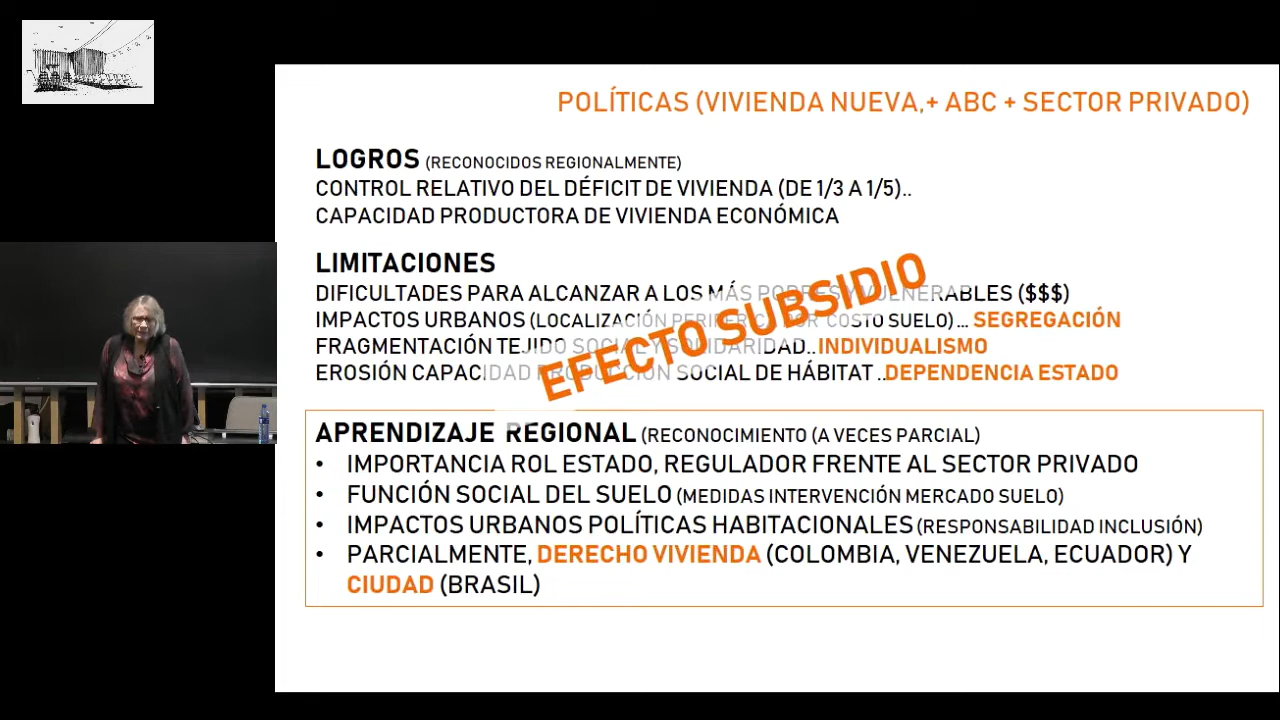 POLÍTICAS (VIVIENDA NUEVA,+ ABC + SECTOR PRIVADO)
LOGROS (RECONOCIDOS REGIONALMENTE)
CONTROL RELATIVO DEL DÉFICIT DE VIVIENDA (DE 1/3 A 1/5)..
CAPACIDAD PRODUCTORA DE VIVIENDA ECONÓMICA
LIMITACIONES
DIFICULTADES PARA ALCANZAR A LOS MÁS POBRES Y VULNERABLES ($$$)
IMPACTOS URBANOS (LOCALIZACIÓN PERIFERICA POR COSTO SUELO)... SEGREGACIÓN
FRAGMENTACIÓN TEJIDO SOCIAL Y SOLIDARIDAD..INDIVIDUALISMO
EROSIÓN CAPACIDAD PRODUCCIÓN SOCIAL DE HÁBITAT ..DEPENDENCIA ESTADO
EFECTO SUBSIDIO
APRENDIZAJE REGIONAL (RECONOCIMIENTO (A VECES PARCIAL)
• IMPORTANCIA ROL ESTADO, REGULADOR FRENTE AL SECTOR PRIVADO
• FUNCIÓN SOCIAL DEL SUELO (MEDIDAS INTERVENCIÓN MERCADO SUELO)
• IMPACTOS URBANOS POLÍTICAS HABITACIONALES (RESPONSABILIDAD INCLUSIÓN)
• PARCIALMENTE, DERECHO VIVIENDA (COLOMBIA, VENEZUELA, ECUADOR) Y
CIUDAD (BRASIL)